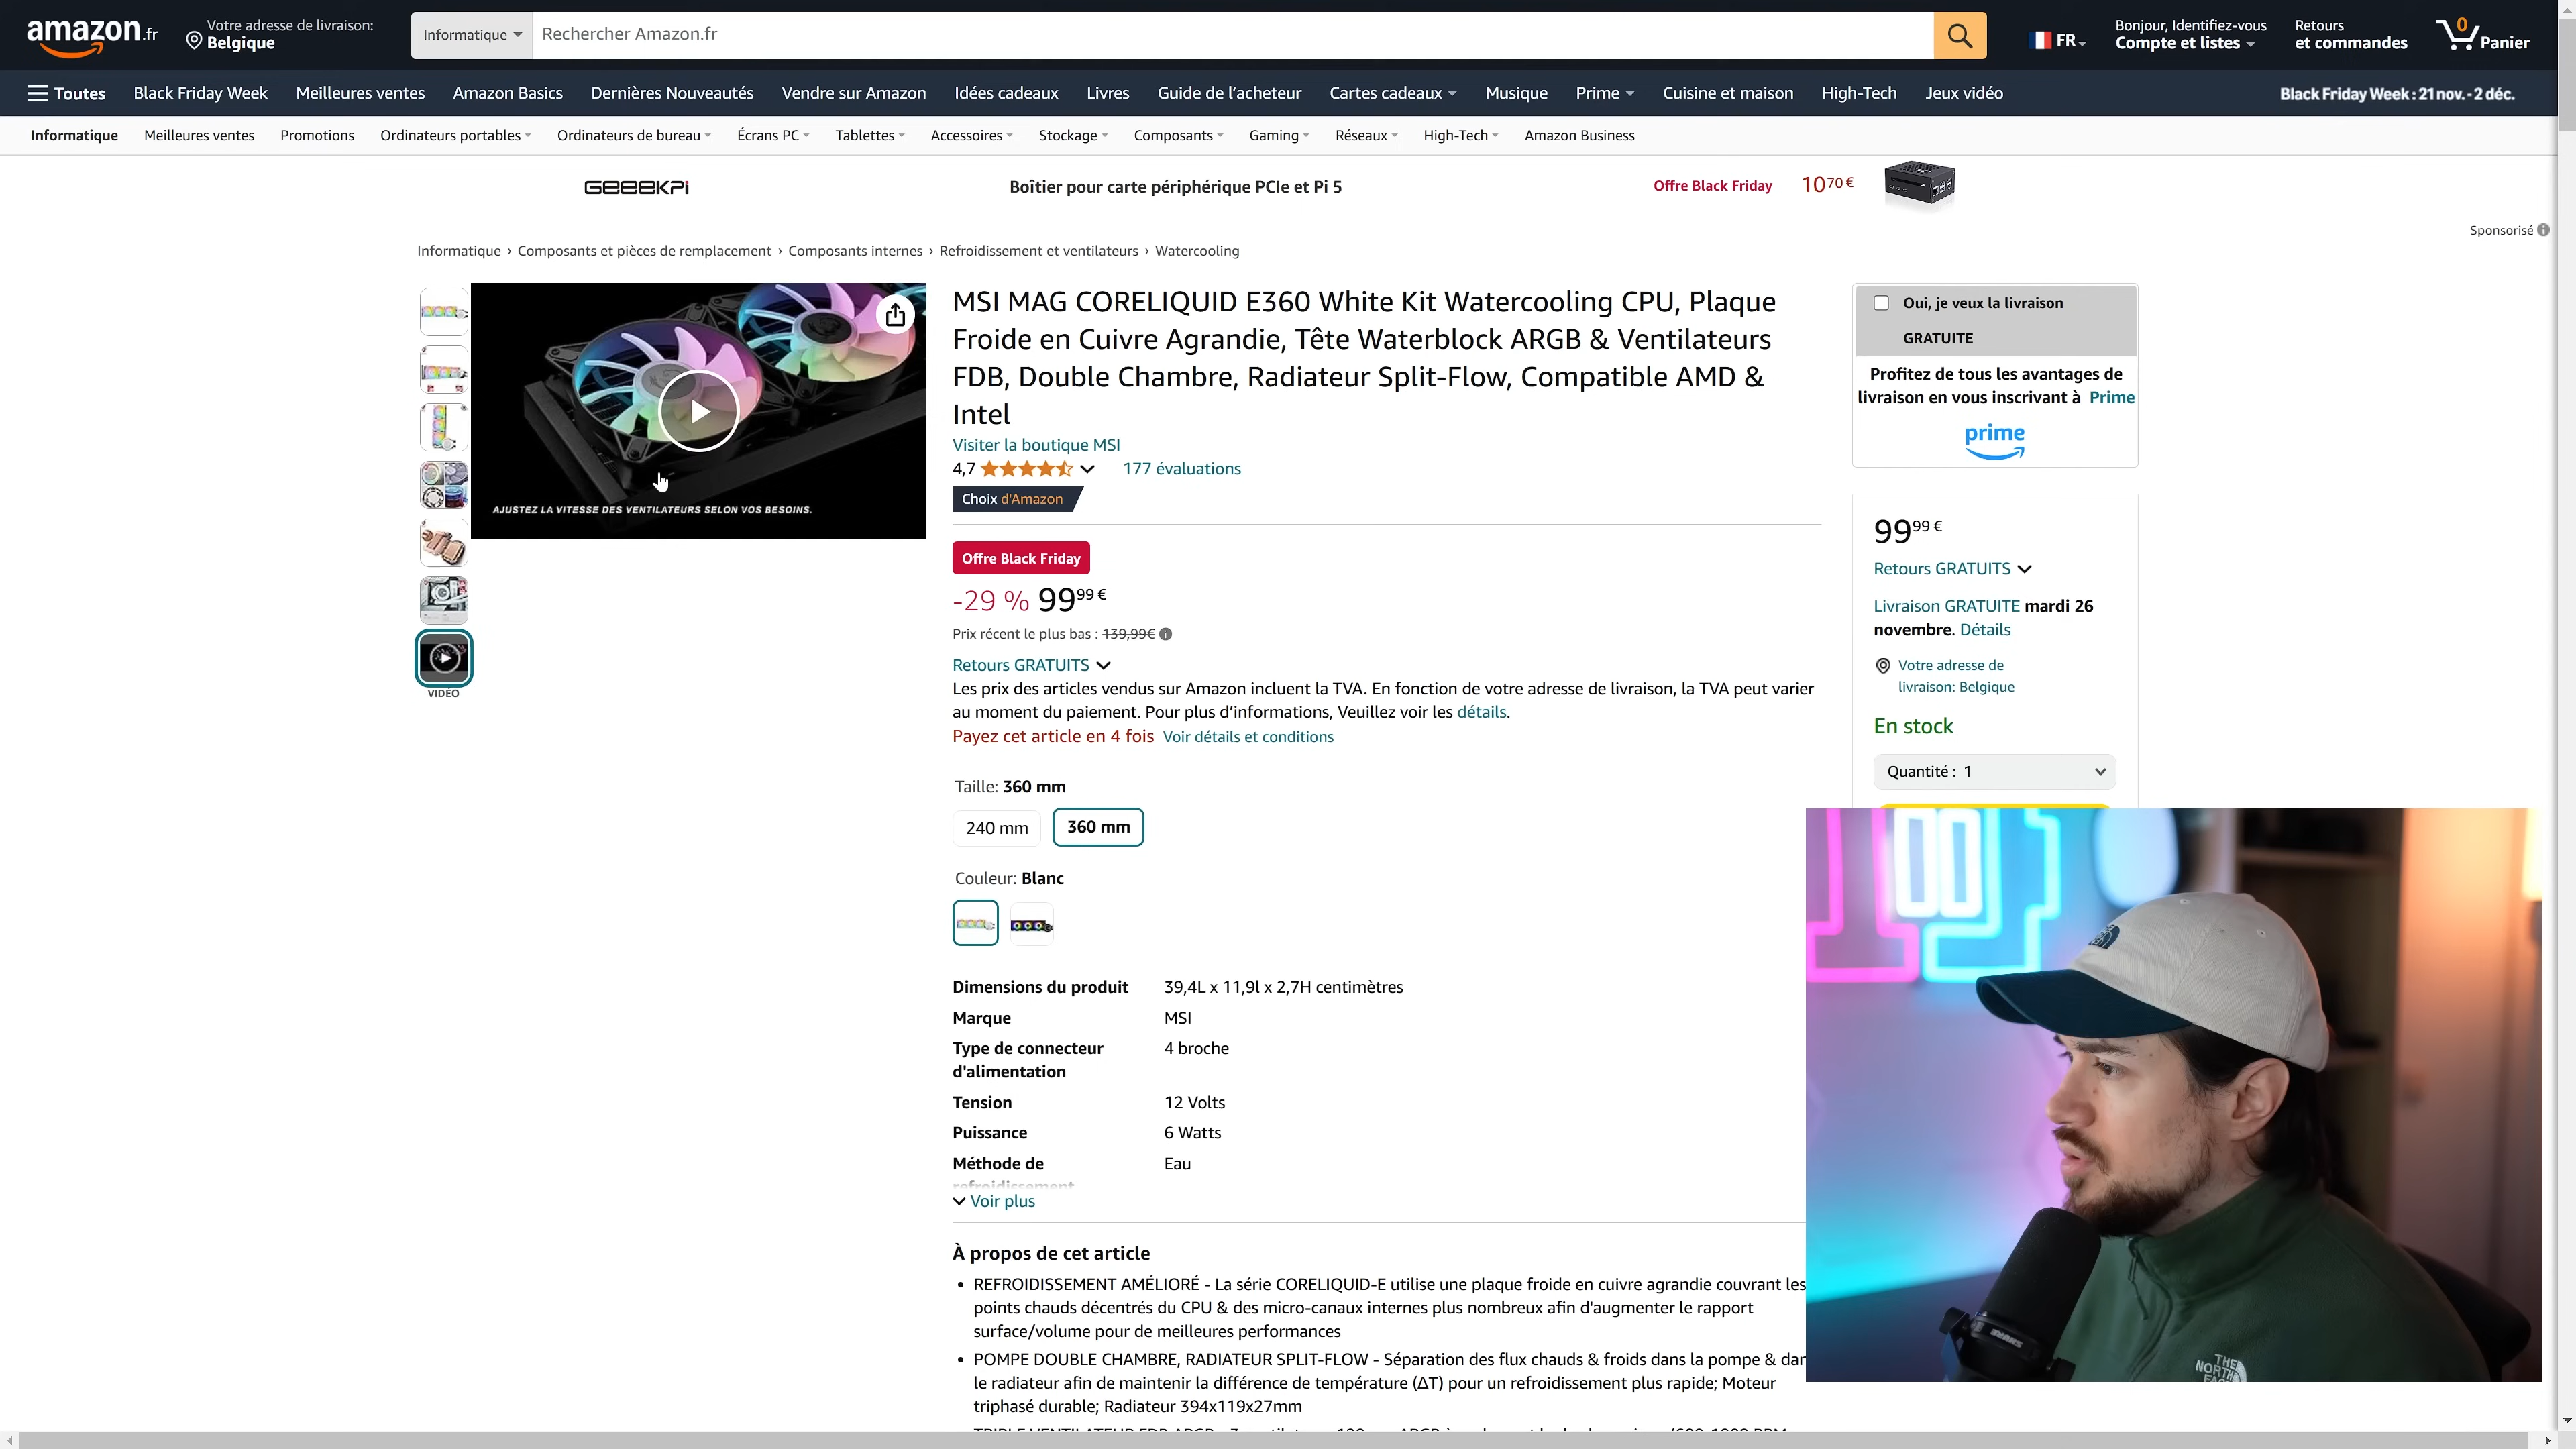 amazon.fr
Votre adresse de livraison:
Belgique
Informatique
Rechercher Amazon.fr
FR
Bonjour, Identifiez-vous
Compte et listes
Retours
et commandes
0
Panier
Toutes
Black Friday Week
Meilleures ventes
Amazon Basics
Dernières Nouveautés
Vendre sur Amazon
Idées cadeaux
Livres
Guide de l’acheteur
Cartes cadeaux
Musique
Prime
Cuisine et maison
High-Tech
Jeux vidéo
Black Friday Week : 21 nov. - 2 déc.
Informatique
Meilleures ventes
Promotions
Ordinateurs portables
Ordinateurs de bureau
Écrans PC
Tablettes
Accessoires
Stockage
Composants
Gaming
Réseaux
High-Tech
Amazon Business
GEEEKPi
Boîtier pour carte périphérique PCIe et Pi 5
Offre Black Friday
10 70 €
Sponsorisé
Informatique › Composants et pièces de remplacement › Composants internes › Refroidissement et ventilateurs › Watercooling
AJUSTEZ LA VITESSE DES VENTILATEURS SELON VOS BESOINS.
VIDÉO
MSI MAG CORELIQUID E360 White Kit Watercooling CPU, Plaque
Froide en Cuivre Agrandie, Tête Waterblock ARGB & Ventilateurs
FDB, Double Chambre, Radiateur Split-Flow, Compatible AMD &
Intel
Visiter la boutique MSI
4,7
177 évaluations
Choix d'Amazon
Offre Black Friday
-29 % 99 99 €
Prix récent le plus bas : 139,99€
Retours GRATUITS
Les prix des articles vendus sur Amazon incluent la TVA. En fonction de votre adresse de livraison, la TVA peut varier
au moment du paiement. Pour plus d’informations, Veuillez voir les détails.
Payez cet article en 4 fois Voir détails et conditions
Taille: 360 mm
240 mm
360 mm
Couleur: Blanc
Dimensions du produit 39,4L x 11,9l x 2,7H centimètres
Marque MSI
Type de connecteur 4 broche
d'alimentation
Tension 12 Volts
Puissance 6 Watts
Méthode de Eau
refroidissement
Voir plus
À propos de cet article
• REFROIDISSEMENT AMÉLIORÉ - La série CORELIQUID-E utilise une plaque froide en cuivre agrandie couvrant les
points chauds décentrés du CPU & des micro-canaux internes plus nombreux afin d'augmenter le rapport
surface/volume pour de meilleures performances
• POMPE DOUBLE CHAMBRE, RADIATEUR SPLIT-FLOW - Séparation des flux chauds & froids dans la pompe & dan
le radiateur afin de maintenir la différence de température (ΔT) pour un refroidissement plus rapide; Moteur
triphasé durable; Radiateur 394x119x27mm
Oui, je veux la livraison
GRATUITE
Profitez de tous les avantages de
livraison en vous inscrivant à Prime
prime
99 99 €
Retours GRATUITS
Livraison GRATUITE mardi 26
novembre. Détails
Votre adresse de
livraison: Belgique
En stock
Quantité : 1
THE
NORTH